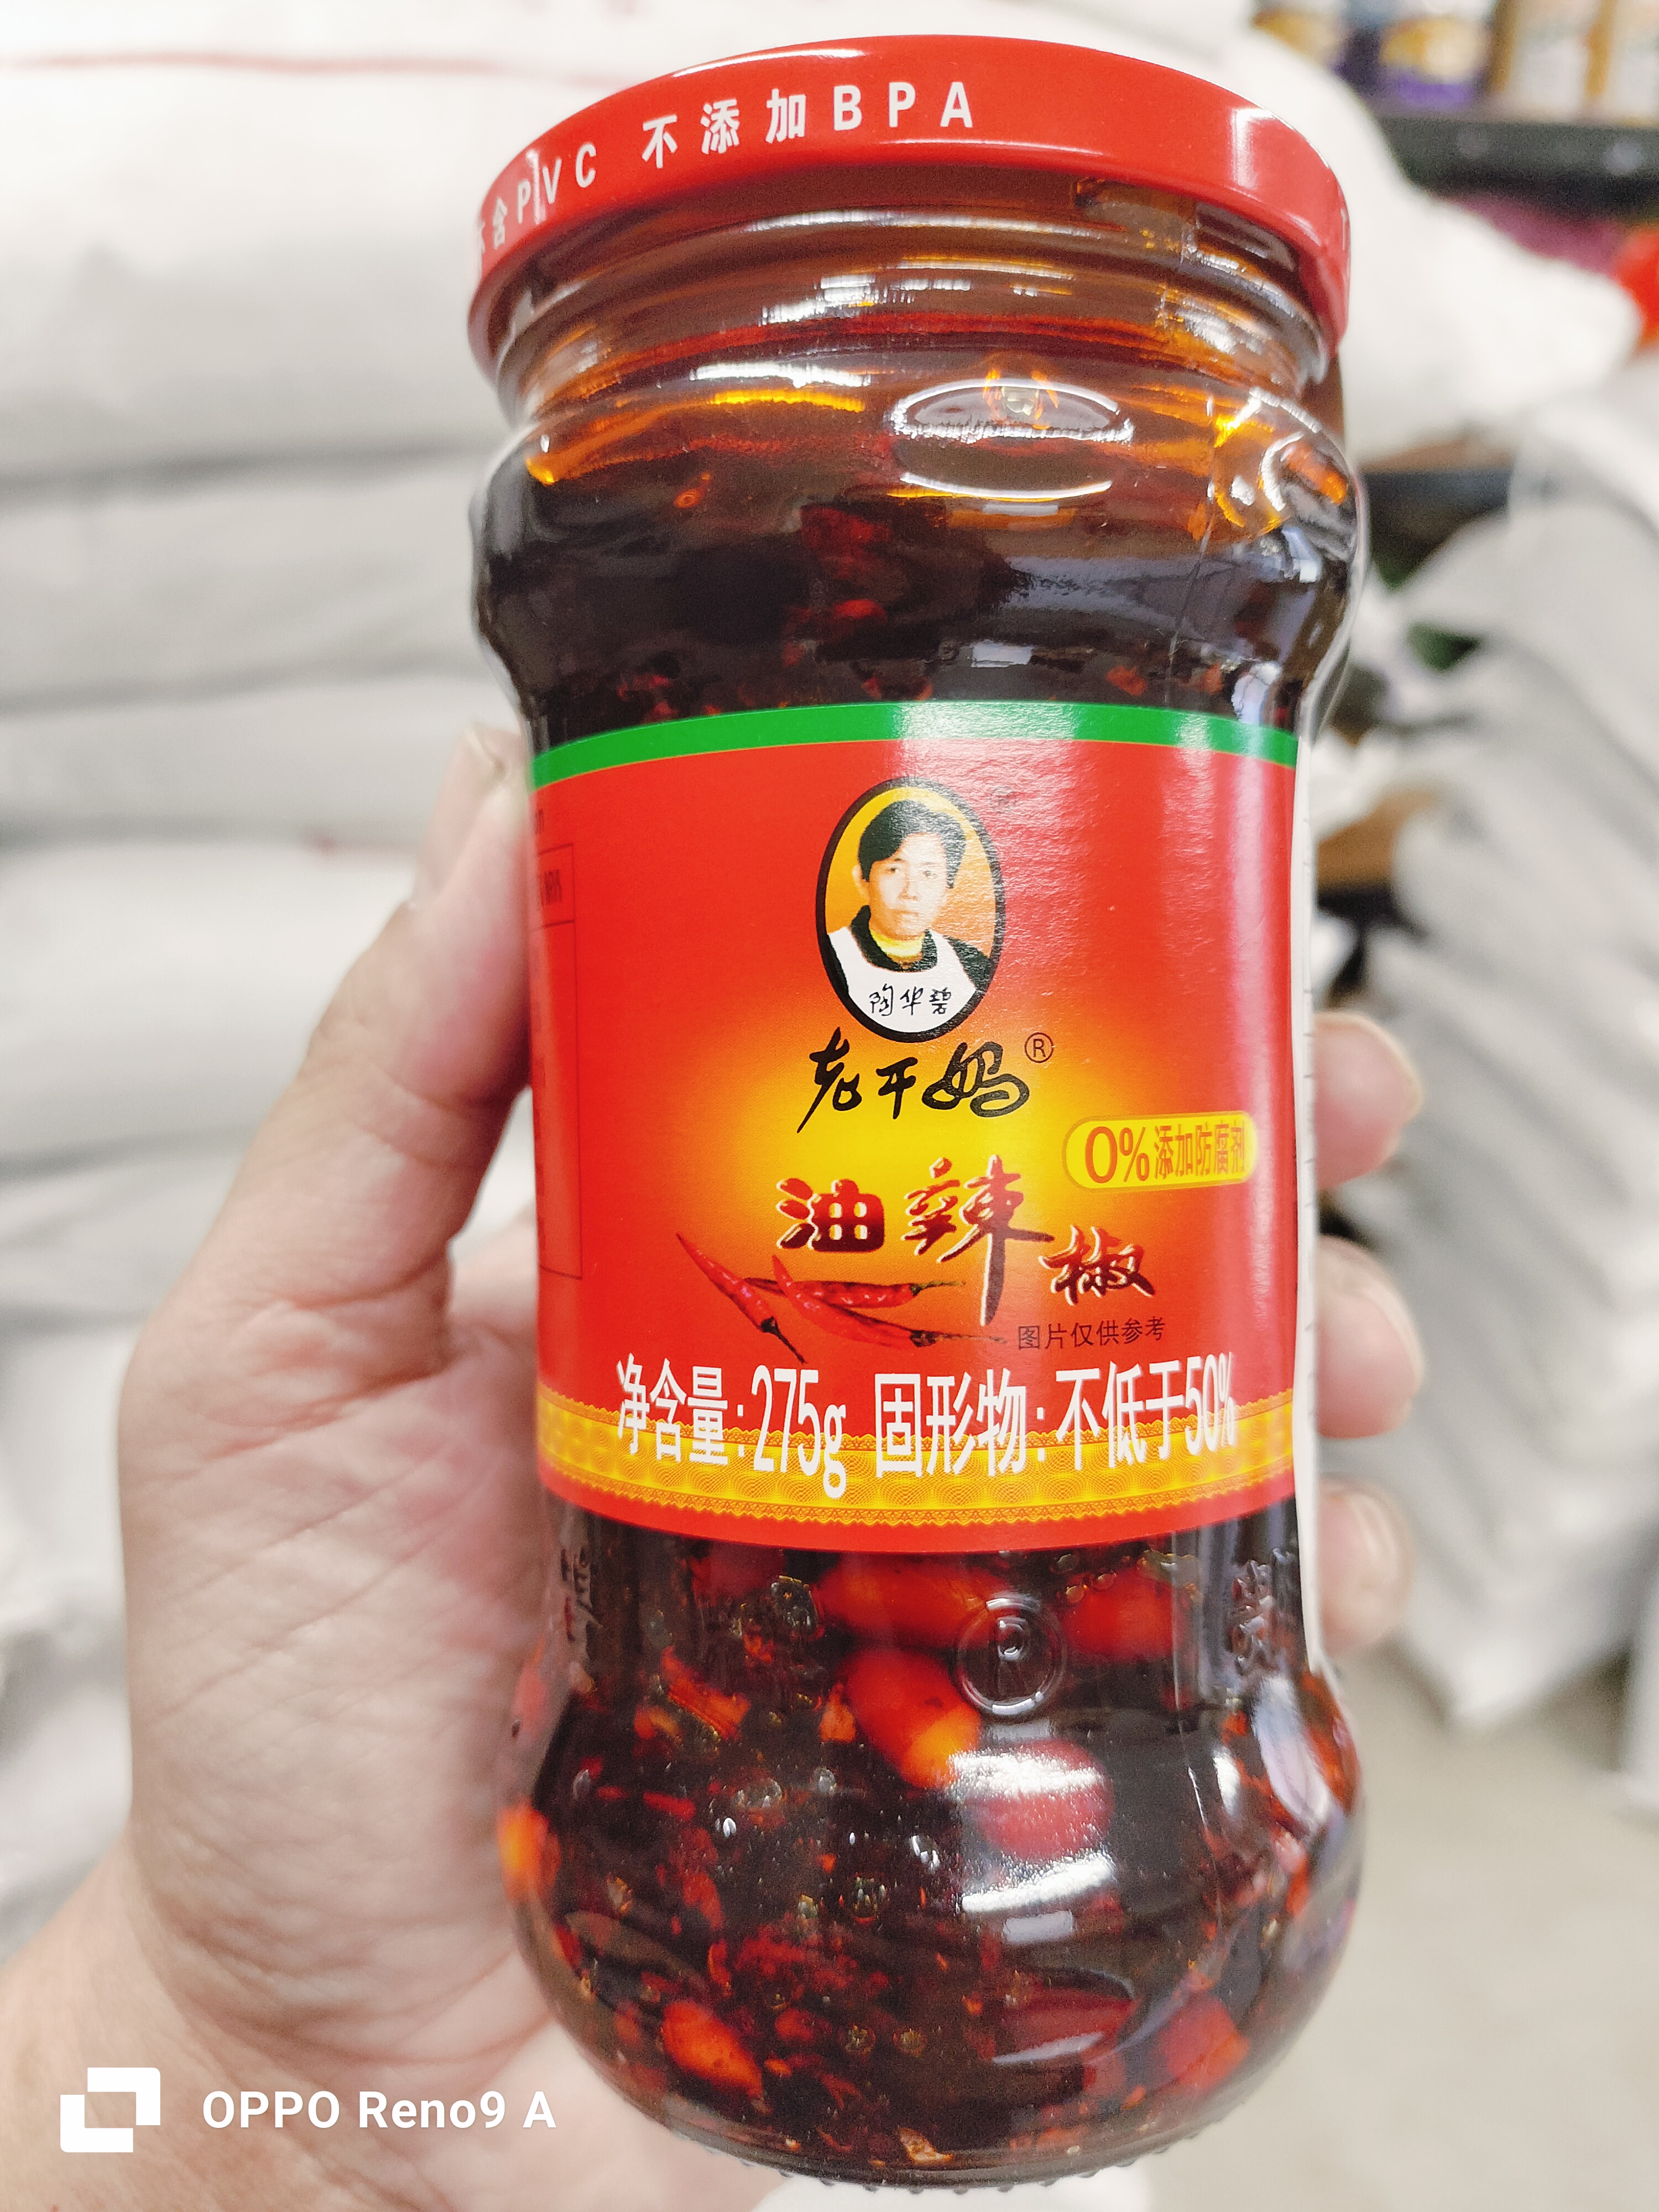 不含PVC 不添加BPA
陶华碧
老干妈®
0%添加防腐剂
油辣椒
图片仅供参考
净含量:275g 固形物:不低于50%
R
OPPO Reno9 A